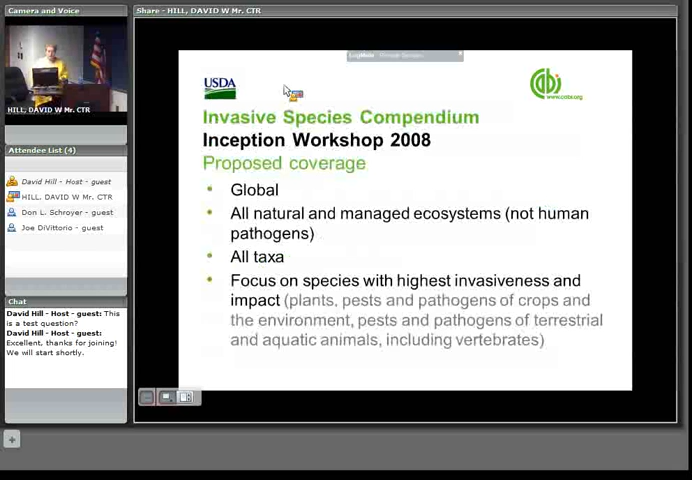 Camera and Voice
HILL, DAVID W Mr. CTR
Attendee List (4)
David Hill - Host - guest
HILL, DAVID W Mr. CTR
Don L. Schroyer - guest
Joe DiVittorio - guest
Chat
David Hill - Host - guest: This
is a test question?
David Hill - Host - guest:
Excellent, thanks for joining!
We will start shortly.
Share - HILL, DAVID W Mr. CTR
USDA
cabi
www.cabi.org
Invasive Species Compendium
Inception Workshop 2008
Proposed coverage
• Global
• All natural and managed ecosystems (not human
pathogens)
• All taxa
• Focus on species with highest invasiveness and
impact (plants, pests and pathogens of crops and
the environment, pests and pathogens of terrestrial
and aquatic animals, including vertebrates)